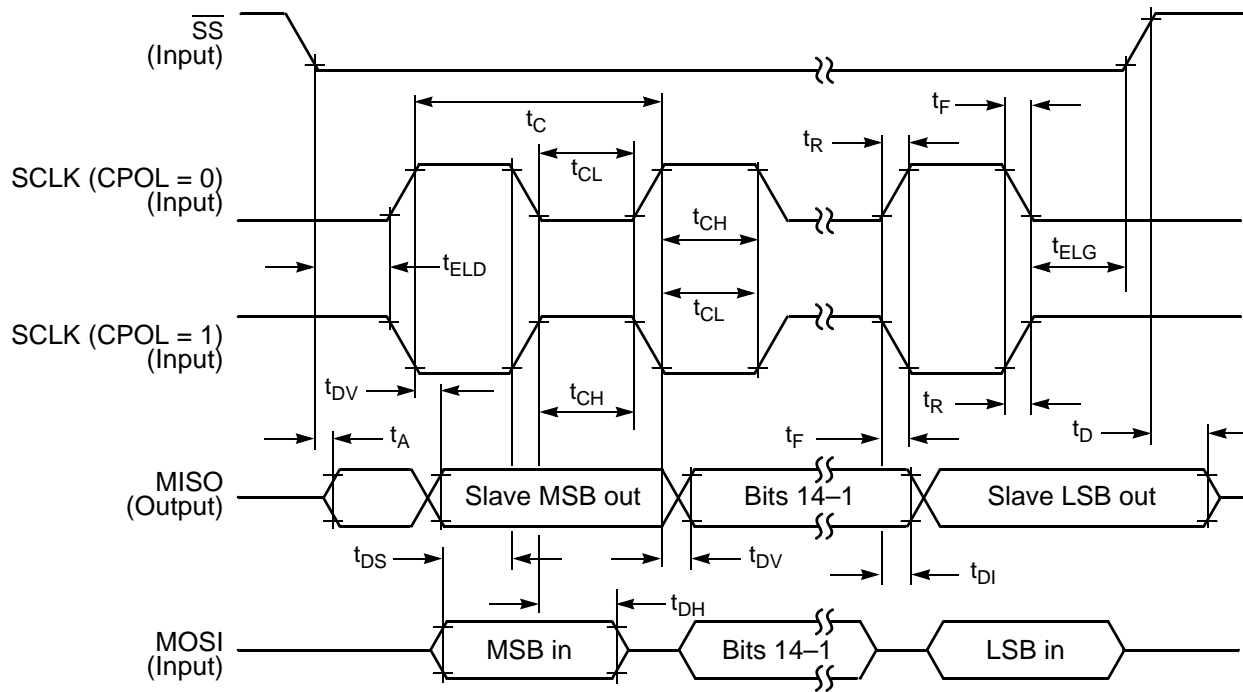 SS
(Input)
t_F
t_C
t_R
SCLK (CPOL = 0)
(Input)
t_CL
t_CH
t_ELD
t_ELG
t_CL
SCLK (CPOL = 1)
(Input)
t_DV
t_CH
t_R
t_A
t_F
t_D
MISO
(Output)
Slave MSB out
Bits 14–1
Slave LSB out
t_DS
t_DV
t_DI
t_DH
MOSI
(Input)
MSB in
Bits 14–1
LSB in